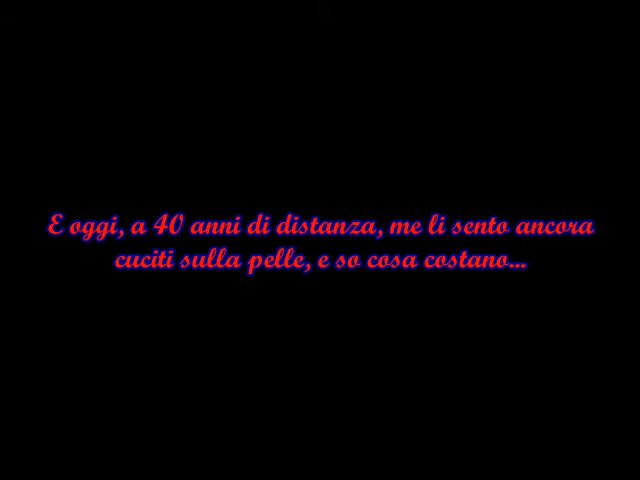 E oggi, a 40 anni di distanza, me li sento ancora
cuciti sulla pelle, e so cosa costano...